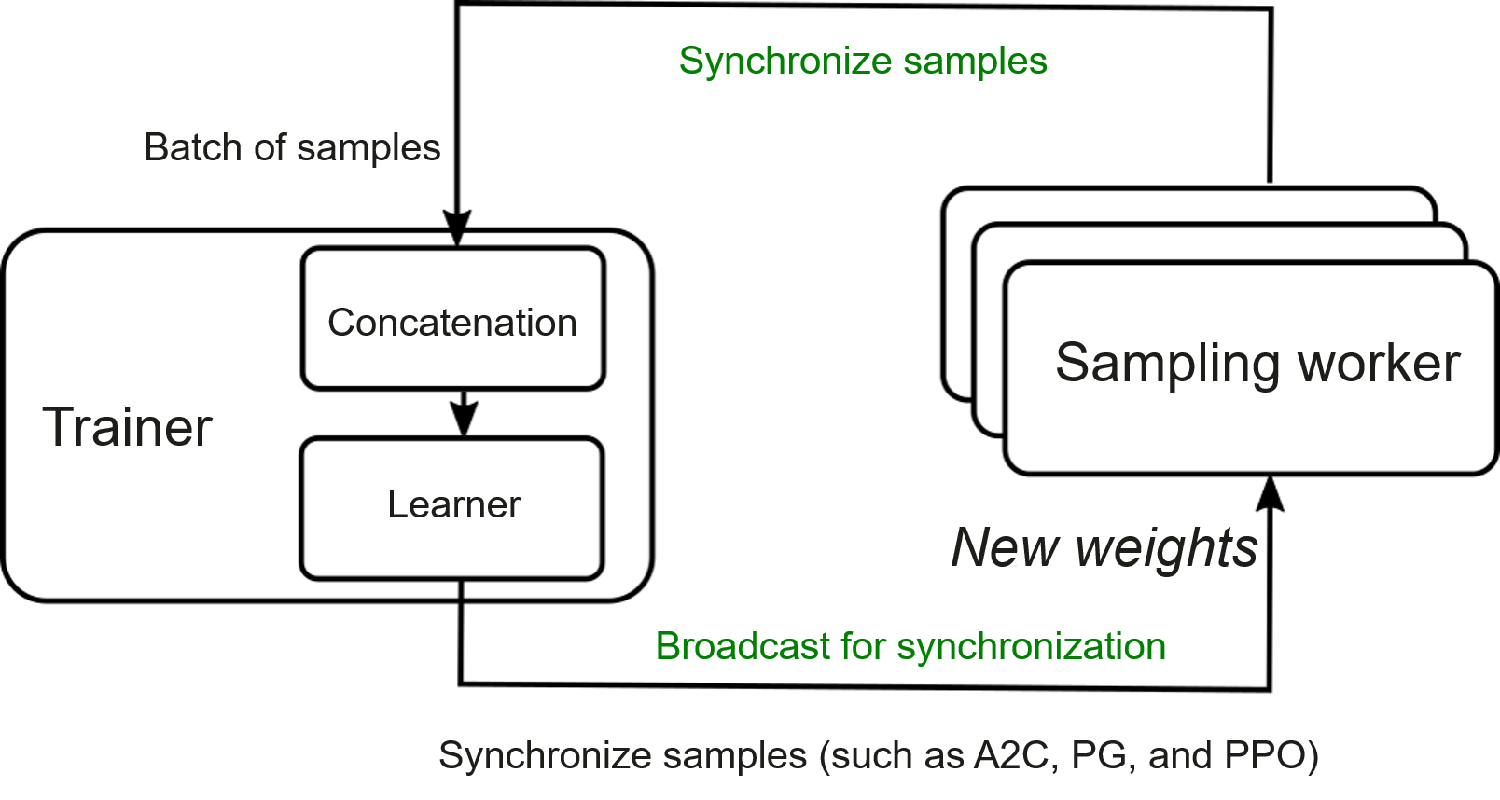 Synchronize samples
Batch of samples
Concatenation
Sampling worker
Trainer
Learner
New weights
Broadcast for synchronization
Synchronize samples (such as A2C, PG, and PPO)